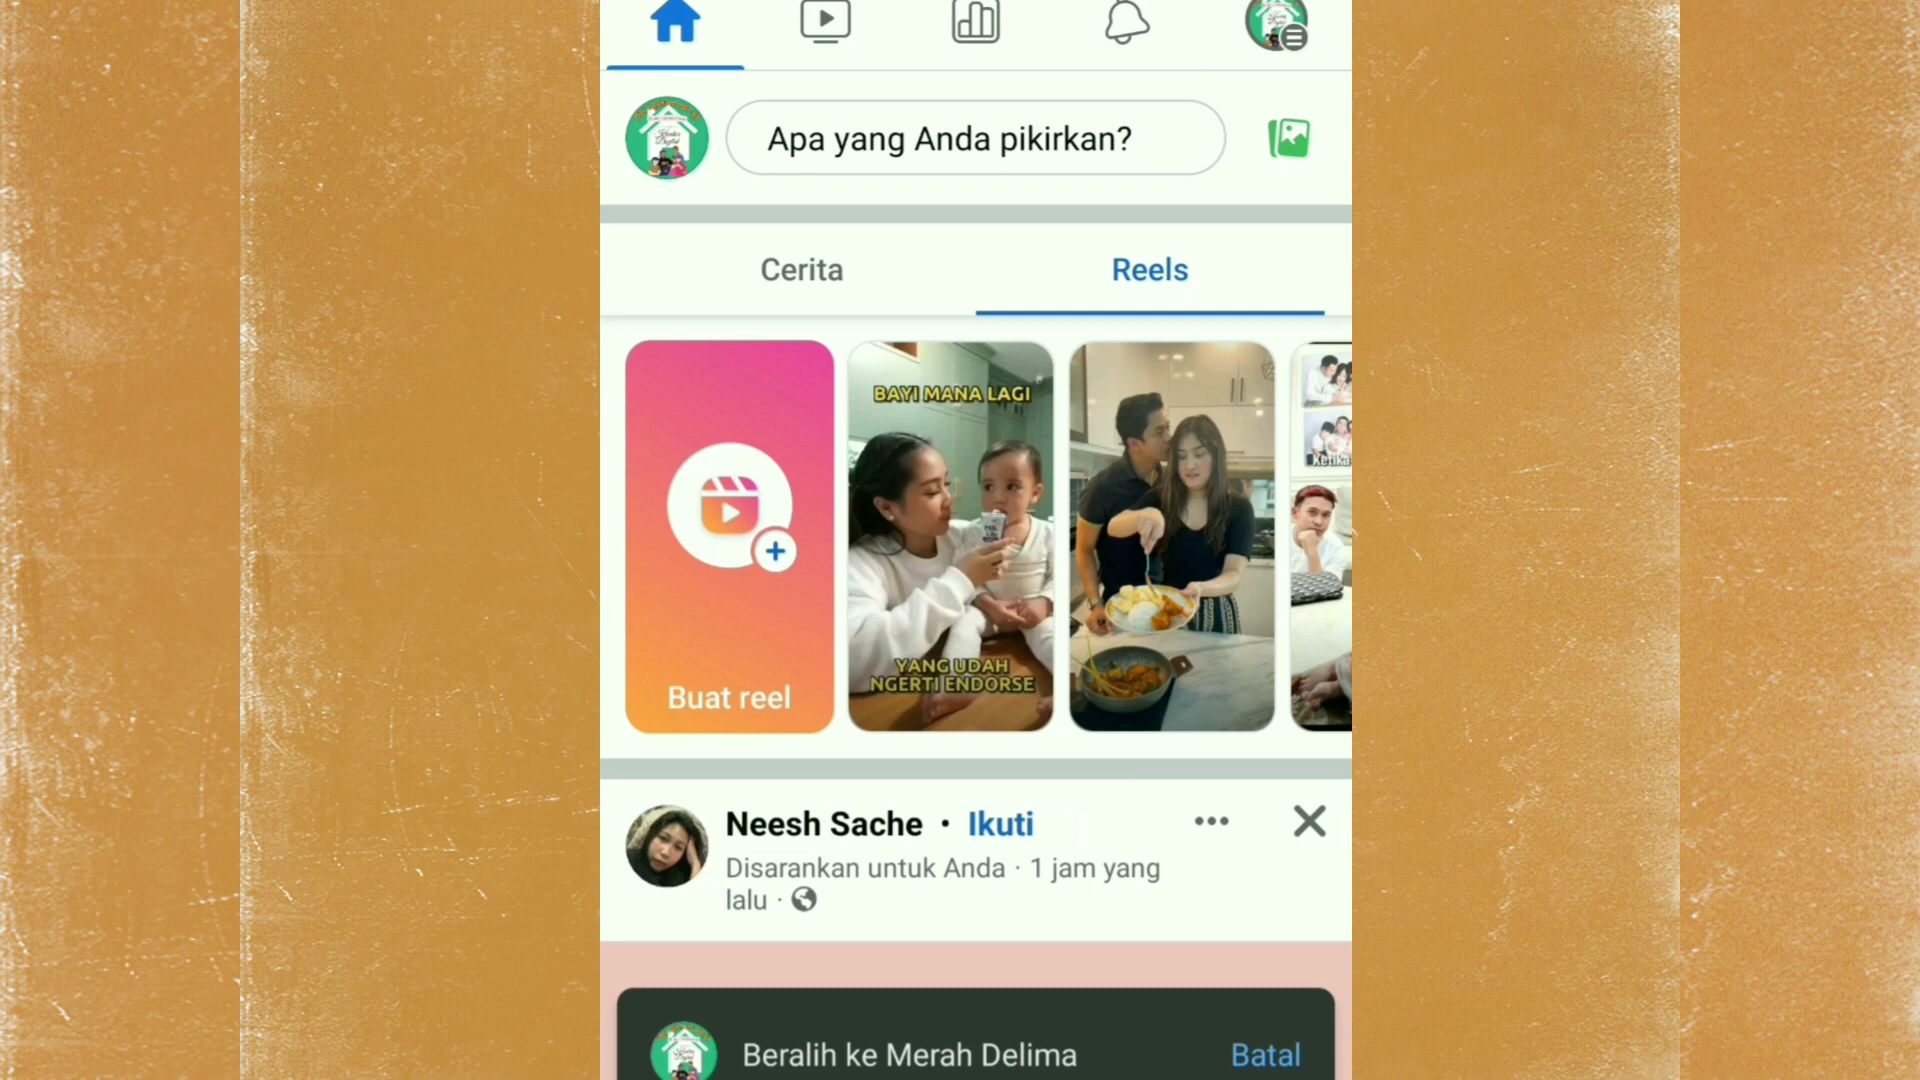 Apa yang Anda pikirkan?
Cerita
Reels
BAYI MANA LAGI
YANG UDAH
NGERTI ENDORSE
Ketika
Buat reel
Neesh Sache • Ikuti
Disarankan untuk Anda · 1 jam yang
lalu ·
Beralih ke Merah Delima
Batal